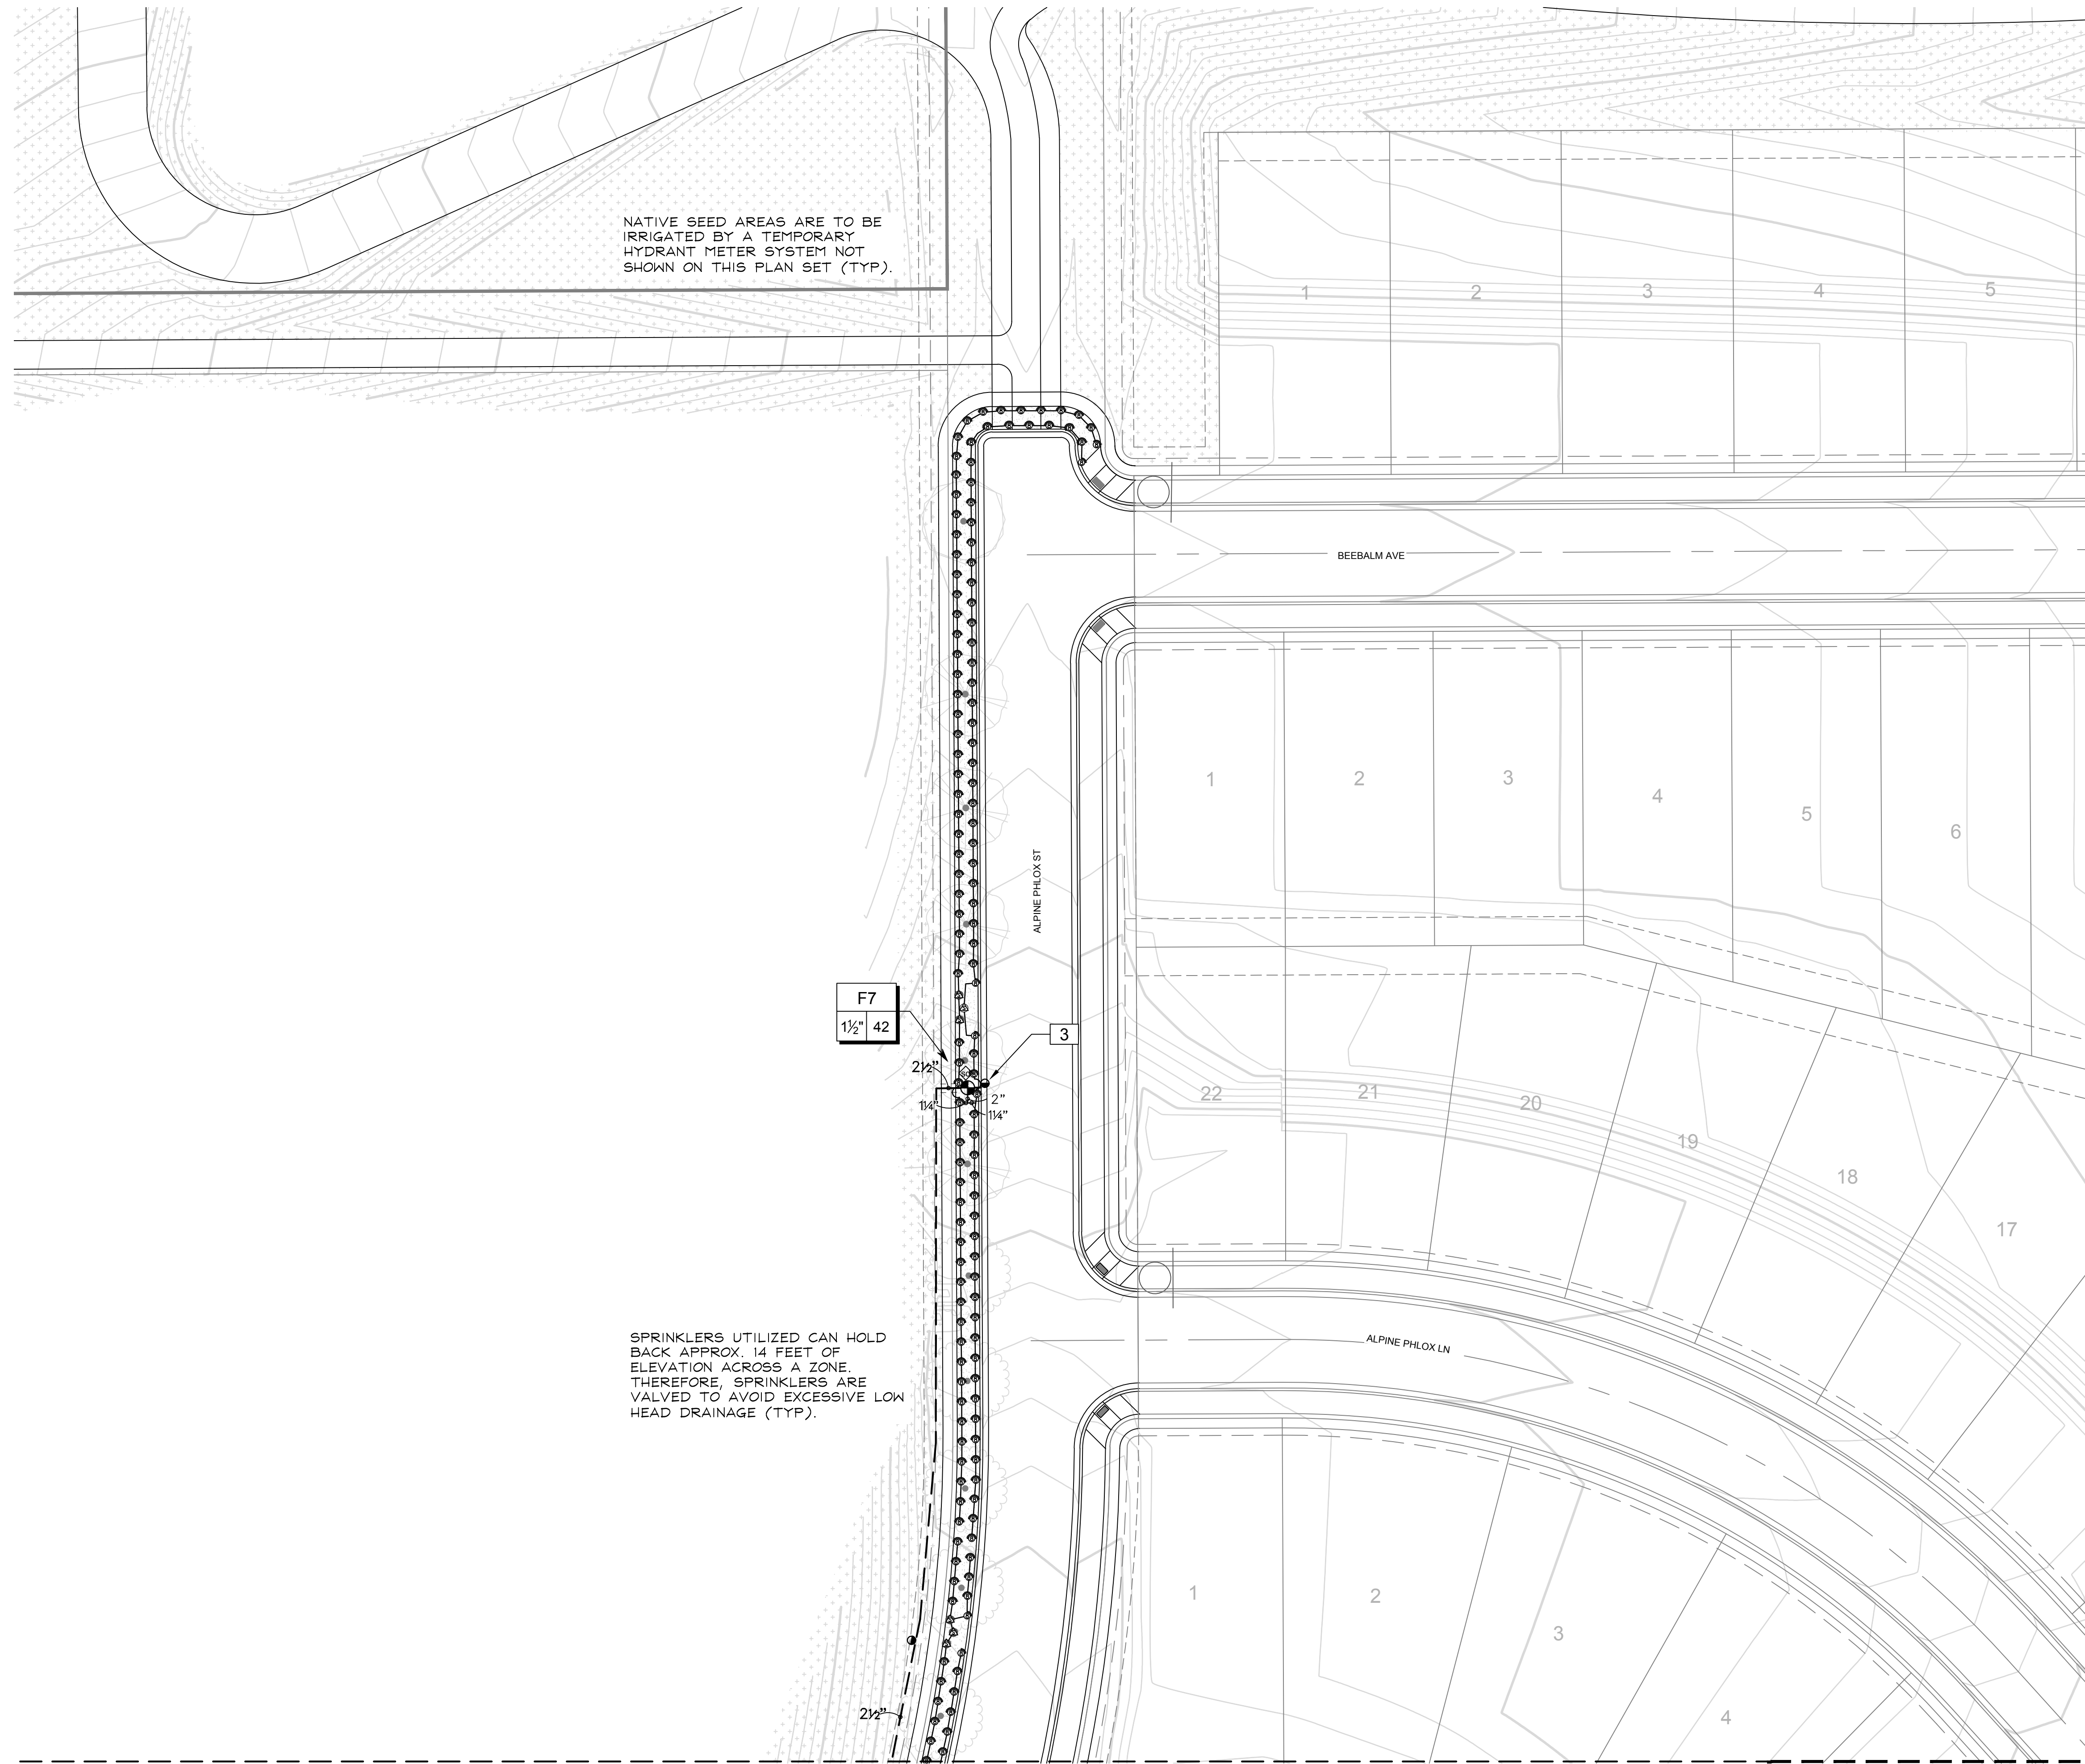 NATIVE SEED AREAS ARE TO BE
IRRIGATED BY A TEMPORARY
HYDRANT METER SYSTEM NOT
SHOWN ON THIS PLAN SET (TYP).
1
2
3
4
5
BEEBALM AVE
1
2
3
4
5
6
ALPINE PHLOX ST
F7
1½" 42
3
2½"
1¼"
2"
1¼"
22
21
20
19
18
17
SPRINKLERS UTILIZED CAN HOLD
BACK APPROX. 14 FEET OF
ELEVATION ACROSS A ZONE.
THEREFORE, SPRINKLERS ARE
VALVED TO AVOID EXCESSIVE LOW
HEAD DRAINAGE (TYP).
ALPINE PHLOX LN
1
2
3
4
2½"